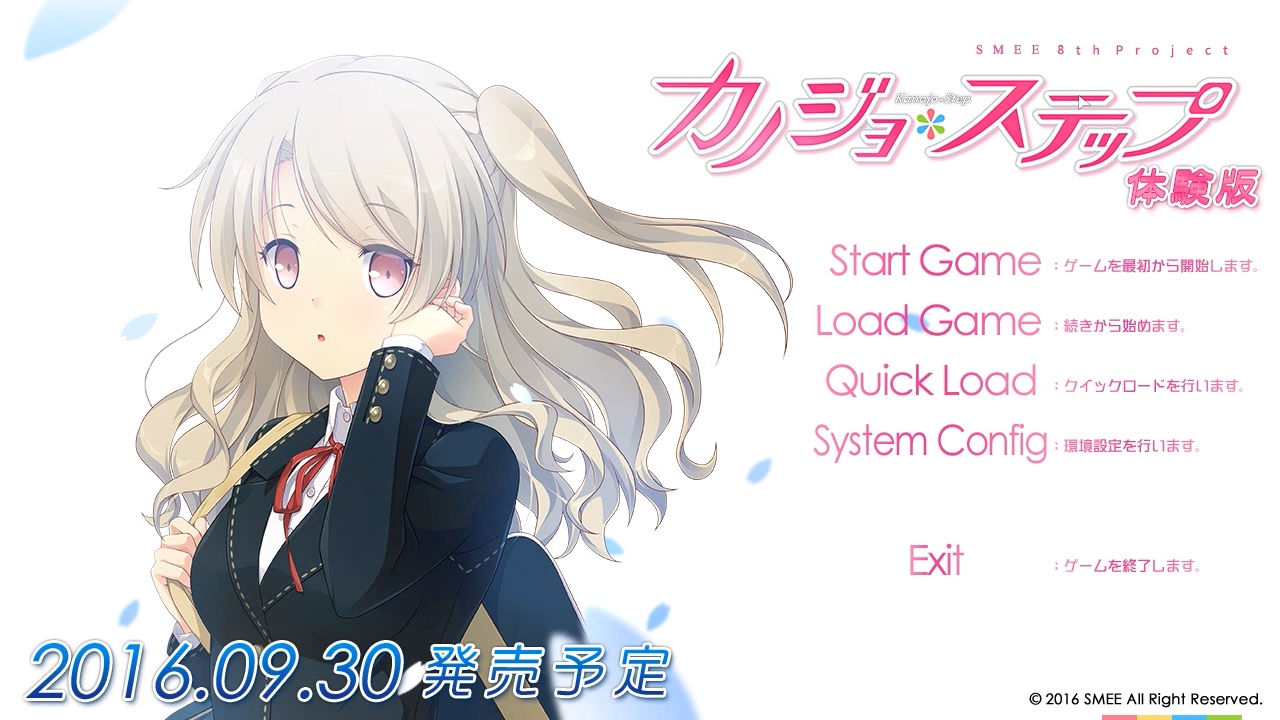 SMEE 8th Project
カノジョ*ステップ
Kanojo*Step
体験版
Start Game :ゲームを最初から開始します。
Load Game :続きから始めます。
Quick Load :クイックロードを行います。
System Config :環境設定を行います。
Exit :ゲームを終了します。
2016.09.30 発売予定
© 2016 SMEE All Right Reserved.